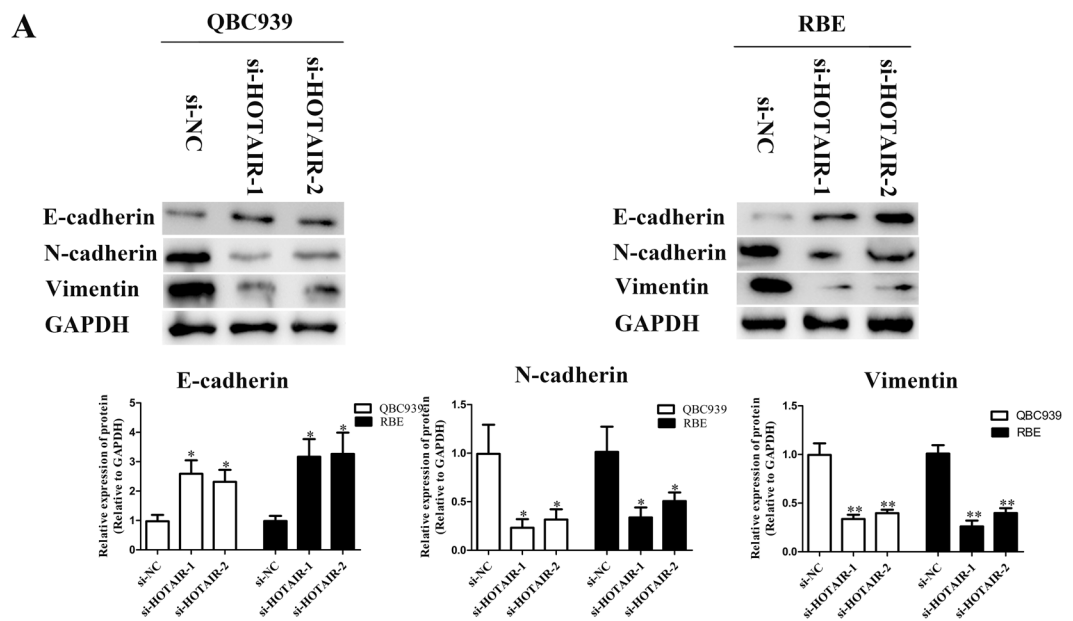 A
QBC939
RBE
si-NC
si-HOTAIR-1
si-HOTAIR-2
si-NC
si-HOTAIR-1
si-HOTAIR-2
E-cadherin
N-cadherin
Vimentin
GAPDH
E-cadherin
N-cadherin
Vimentin
GAPDH
E-cadherin
Relative expression of protein
(Relative to GAPDH)
5
4
3
2
1
0
QBC939
RBE
*
*
*
*
si-NC
si-HOTAIR-1
si-HOTAIR-2
si-NC
si-HOTAIR-1
si-HOTAIR-2
N-cadherin
Relative expression of protein
(Relative to GAPDH)
1.5
1.0
0.5
0.0
QBC939
RBE
*
*
*
*
si-NC
si-HOTAIR-1
si-HOTAIR-2
si-NC
si-HOTAIR-1
si-HOTAIR-2
Vimentin
Relative expression of protein
(Relative to GAPDH)
1.5
1.0
0.5
0.0
QBC939
RBE
**
**
**
**
si-NC
si-HOTAIR-1
si-HOTAIR-2
si-NC
si-HOTAIR-1
si-HOTAIR-2